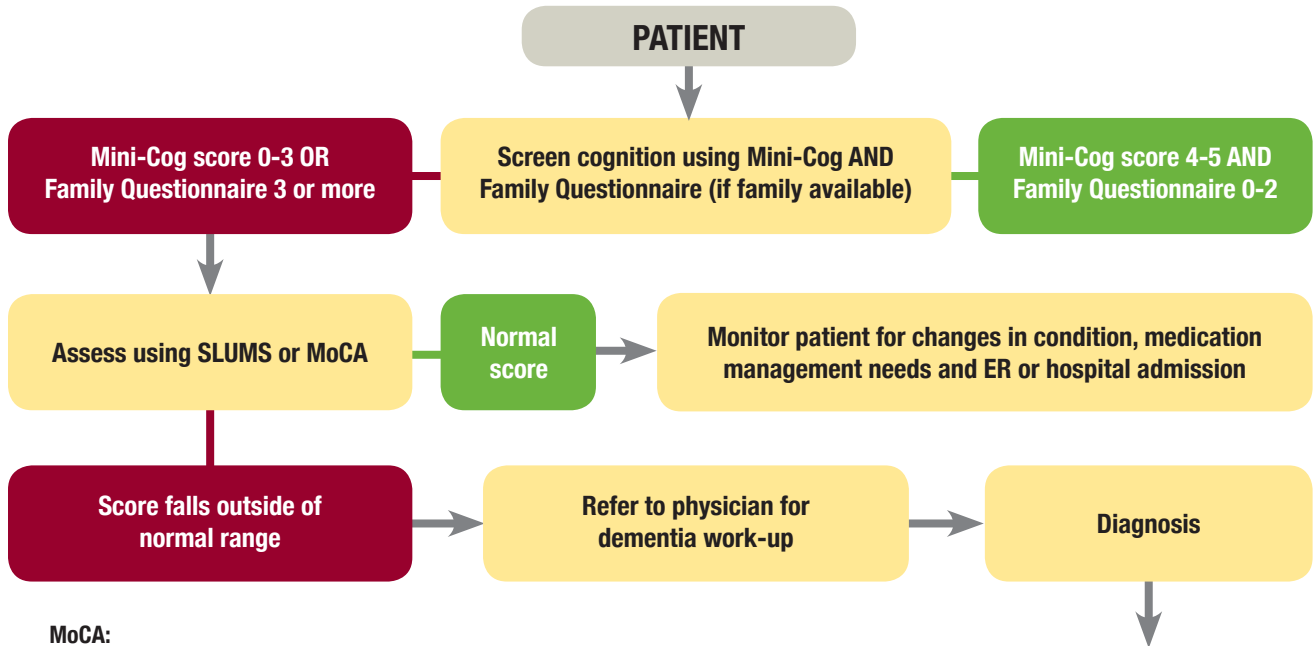 PATIENT
Mini-Cog score 0-3 OR
Family Questionnaire 3 or more
Screen cognition using Mini-Cog AND
Family Questionnaire (if family available)
Mini-Cog score 4-5 AND
Family Questionnaire 0-2
Assess using SLUMS or MoCA
Normal
score
Monitor patient for changes in condition, medication
management needs and ER or hospital admission
Score falls outside of
normal range
Refer to physician for
dementia work-up
Diagnosis
MoCA: